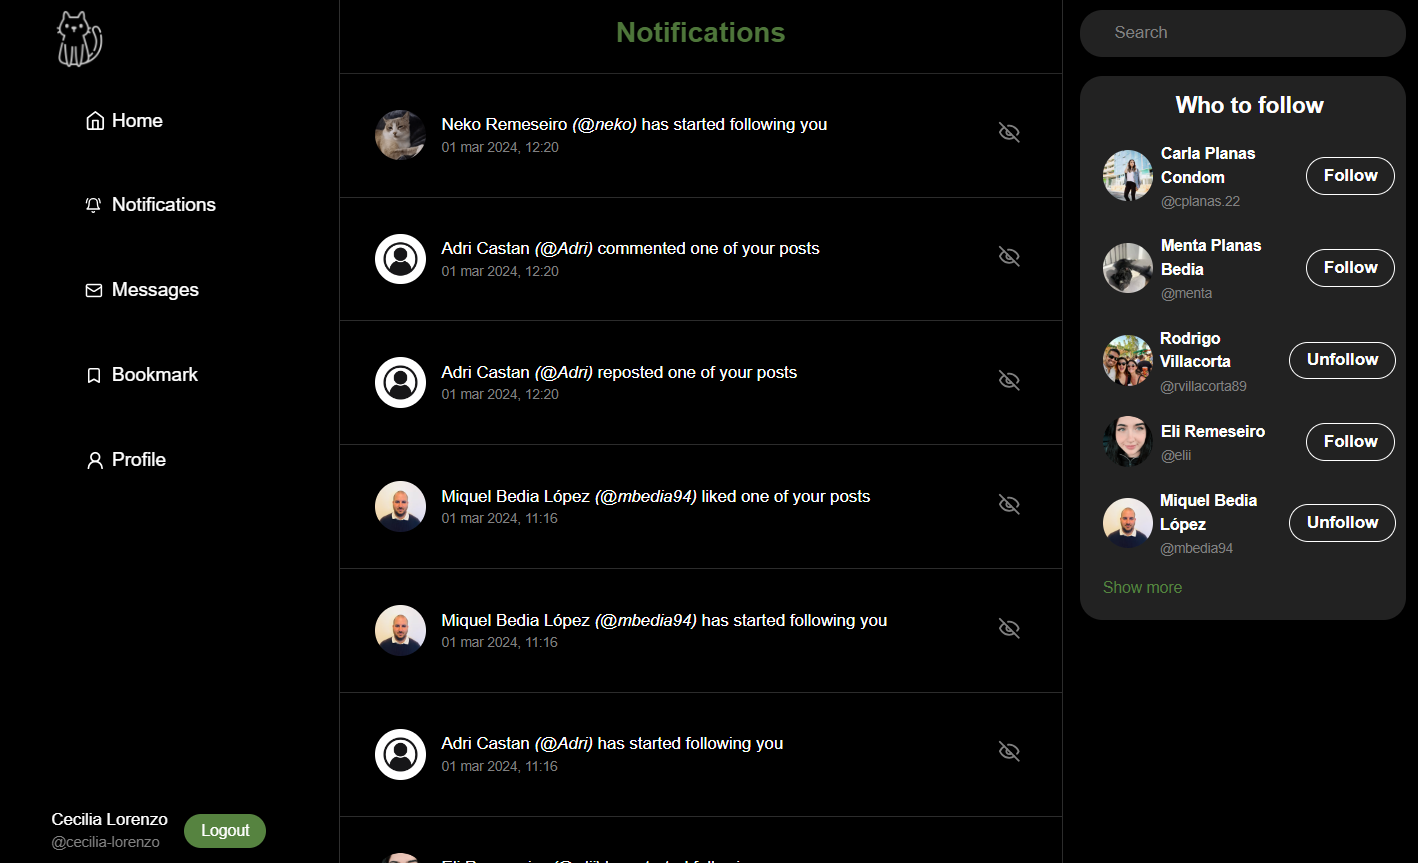 Home
Notifications
Messages
Bookmark
Profile
Cecilia Lorenzo
@cecilia-lorenzo
Logout
Notifications
Neko Remeseiro (@neko) has started following you
01 mar 2024, 12:20
Adri Castan (@Adri) commented one of your posts
01 mar 2024, 12:20
Adri Castan (@Adri) reposted one of your posts
01 mar 2024, 12:20
Miquel Bedia López (@mbedia94) liked one of your posts
01 mar 2024, 11:16
Miquel Bedia López (@mbedia94) has started following you
01 mar 2024, 11:16
Adri Castan (@Adri) has started following you
01 mar 2024, 11:16
Search
Who to follow
Carla Planas
Condom
@cplanas.22
Follow
Menta Planas
Bedia
@menta
Follow
Rodrigo
Villacorta
@rvillacorta89
Unfollow
Eli Remeseiro
@elii
Follow
Miquel Bedia
López
@mbedia94
Unfollow
Show more